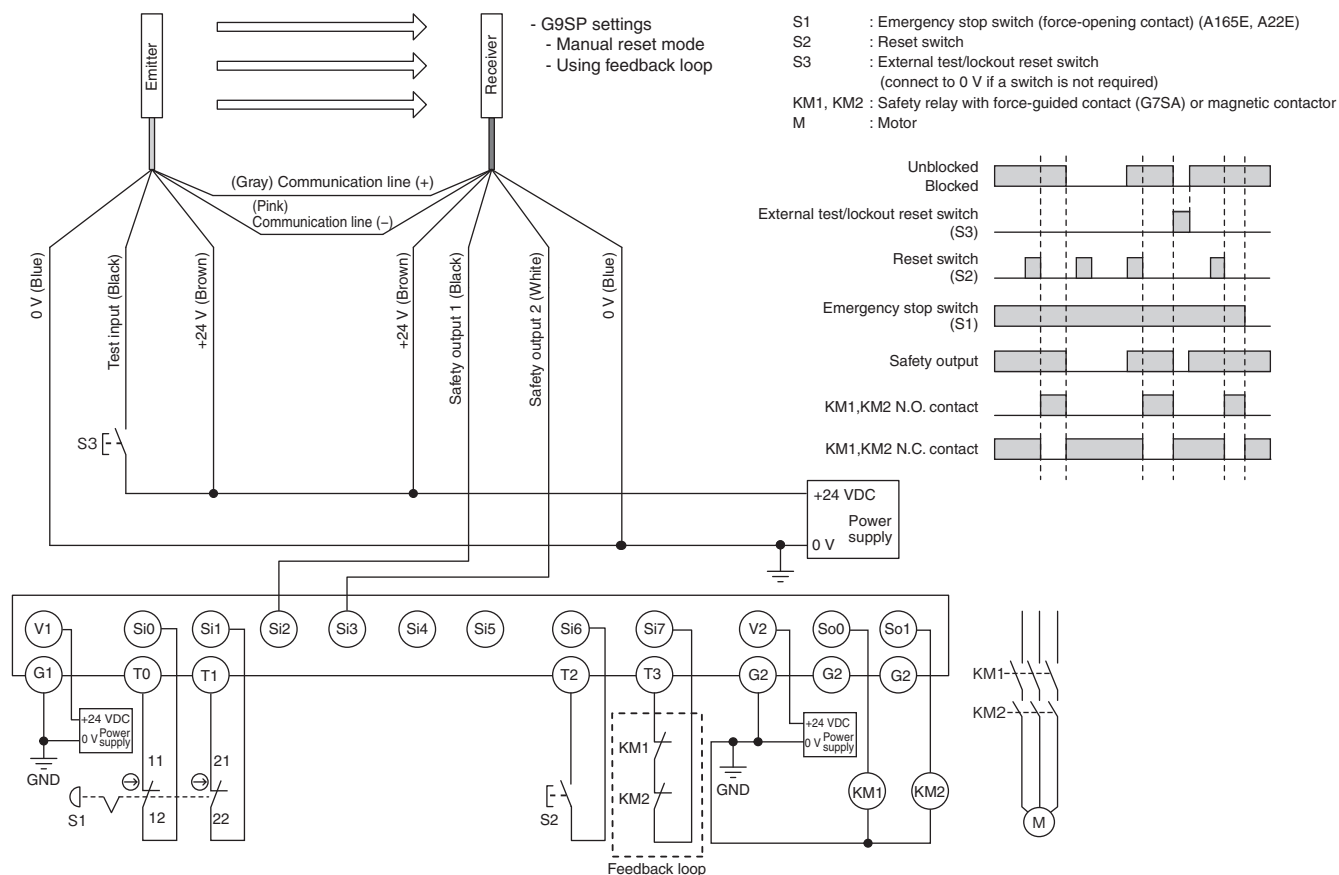 Emitter
Receiver
- G9SP settings
- Manual reset mode
- Using feedback loop
S1 : Emergency stop switch (force-opening contact) (A165E, A22E)
S2 : Reset switch
S3 : External test/lockout reset switch
(connect to 0 V if a switch is not required)
KM1, KM2 : Safety relay with force-guided contact (G7SA) or magnetic contactor
M : Motor
(Gray) Communication line (+)
(Pink)
Communication line (−)
0 V (Blue)
Test input (Black)
+24 V (Brown)
+24 V (Brown)
Safety output 1 (Black)
Safety output 2 (White)
0 V (Blue)
S3
+24 VDC
Power
supply
0 V
Unblocked
Blocked
External test/lockout reset switch
(S3)
Reset switch
(S2)
Emergency stop switch
(S1)
Safety output
KM1,KM2 N.O. contact
KM1,KM2 N.C. contact
V1 Si0 Si1 Si2 Si3 Si4 Si5 Si6 Si7 V2 So0 So1
G1 T0 T1 T2 T3 G2 G2 G2
+24 VDC
0 V Power
supply
GND
11
12
21
22
S1
S2
KM1
KM2
Feedback loop
+24 VDC
0 V Power
supply
GND
KM1
KM2
KM1
KM2
M